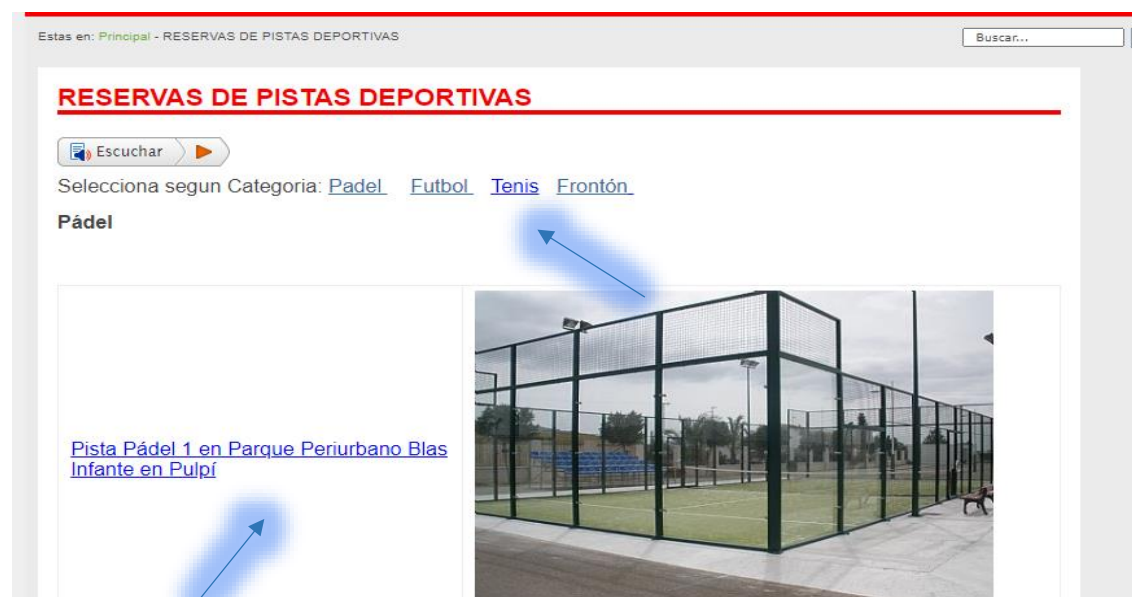 Estas en: Principal - RESERVAS DE PISTAS DEPORTIVAS
Buscar...
RESERVAS DE PISTAS DEPORTIVAS
Escuchar
Selecciona segun Categoria: Padel Futbol Tenis Frontón
Pádel
Pista Pádel 1 en Parque Periurbano Blas
Infante en Pulpí